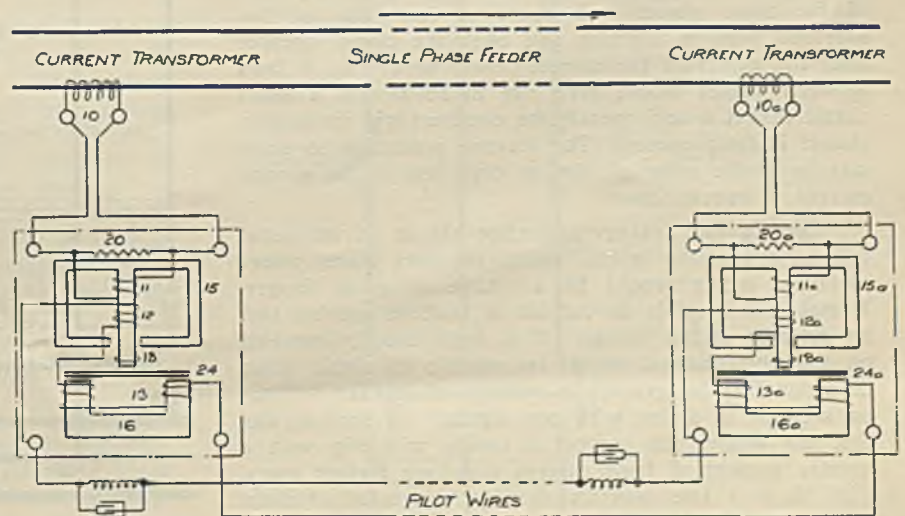 CURRENT TRANSFORMER
SINGLE PHASE FEEDER
CURRENT TRANSFORMER
10
10a
20
20a
11
15
11a
15a
12
12a
18
18a
24
24a
13
13a
16
16a
PILOT WIRES